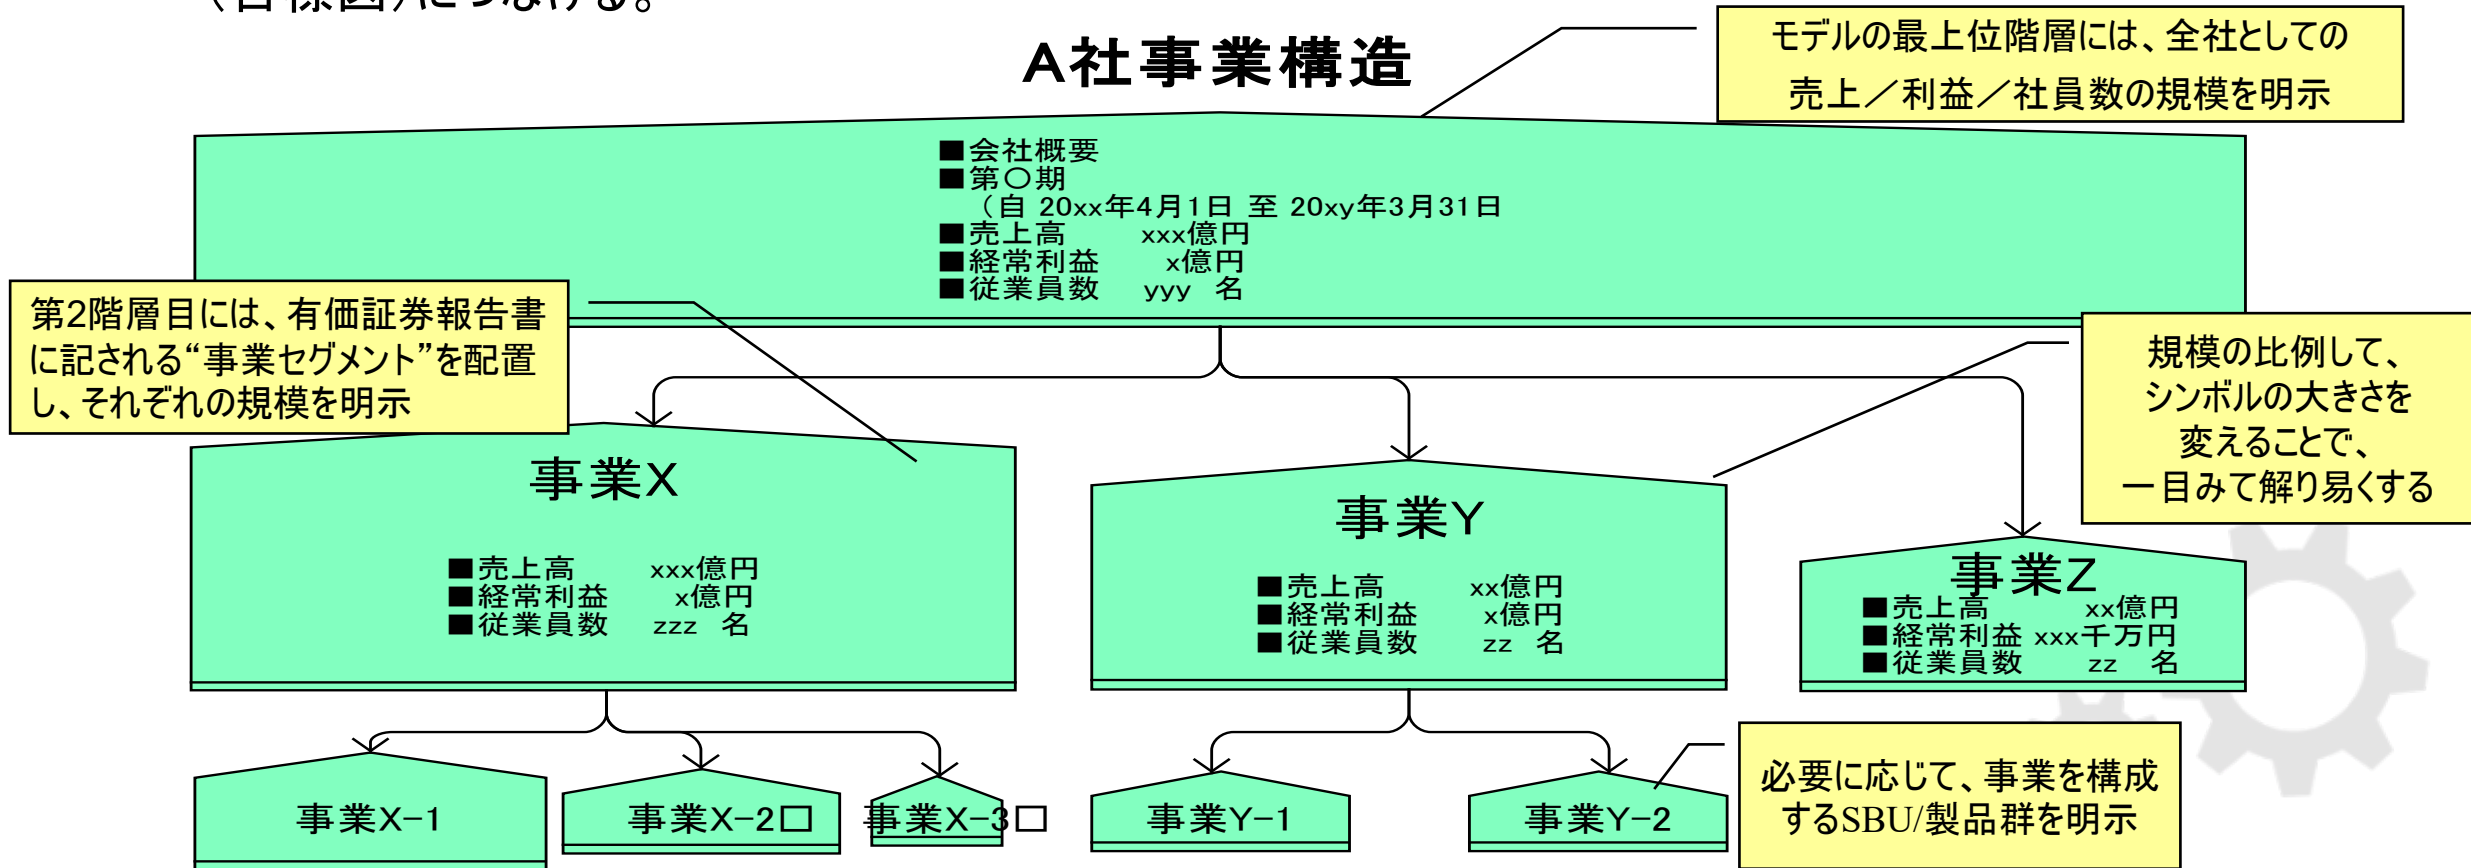 （目標図）につなげる。
A社事業構造
モデルの最上位階層には、全社としての
売上／利益／社員数の規模を明示
■会社概要
■第〇期
（自 20xx年4月1日 至 20xy年3月31日
■売上高 xxx億円
■経常利益 x億円
■従業員数 yyy 名
第2階層目には、有価証券報告書
に記される“事業セグメント”を配置
し、それぞれの規模を明示
規模の比例して、
シンボルの大きさを
変えることで、
一目みて解り易くする
事業X
■売上高 xxx億円
■経常利益 x億円
■従業員数 zzz 名
事業Y
■売上高 xx億円
■経常利益 x億円
■従業員数 zz 名
事業Z
■売上高 xx億円
■経常利益 xxx千万円
■従業員数 zz 名
事業X-1
事業X-2□
事業X-3□
事業Y-1
事業Y-2
必要に応じて、事業を構成
するSBU/製品群を明示